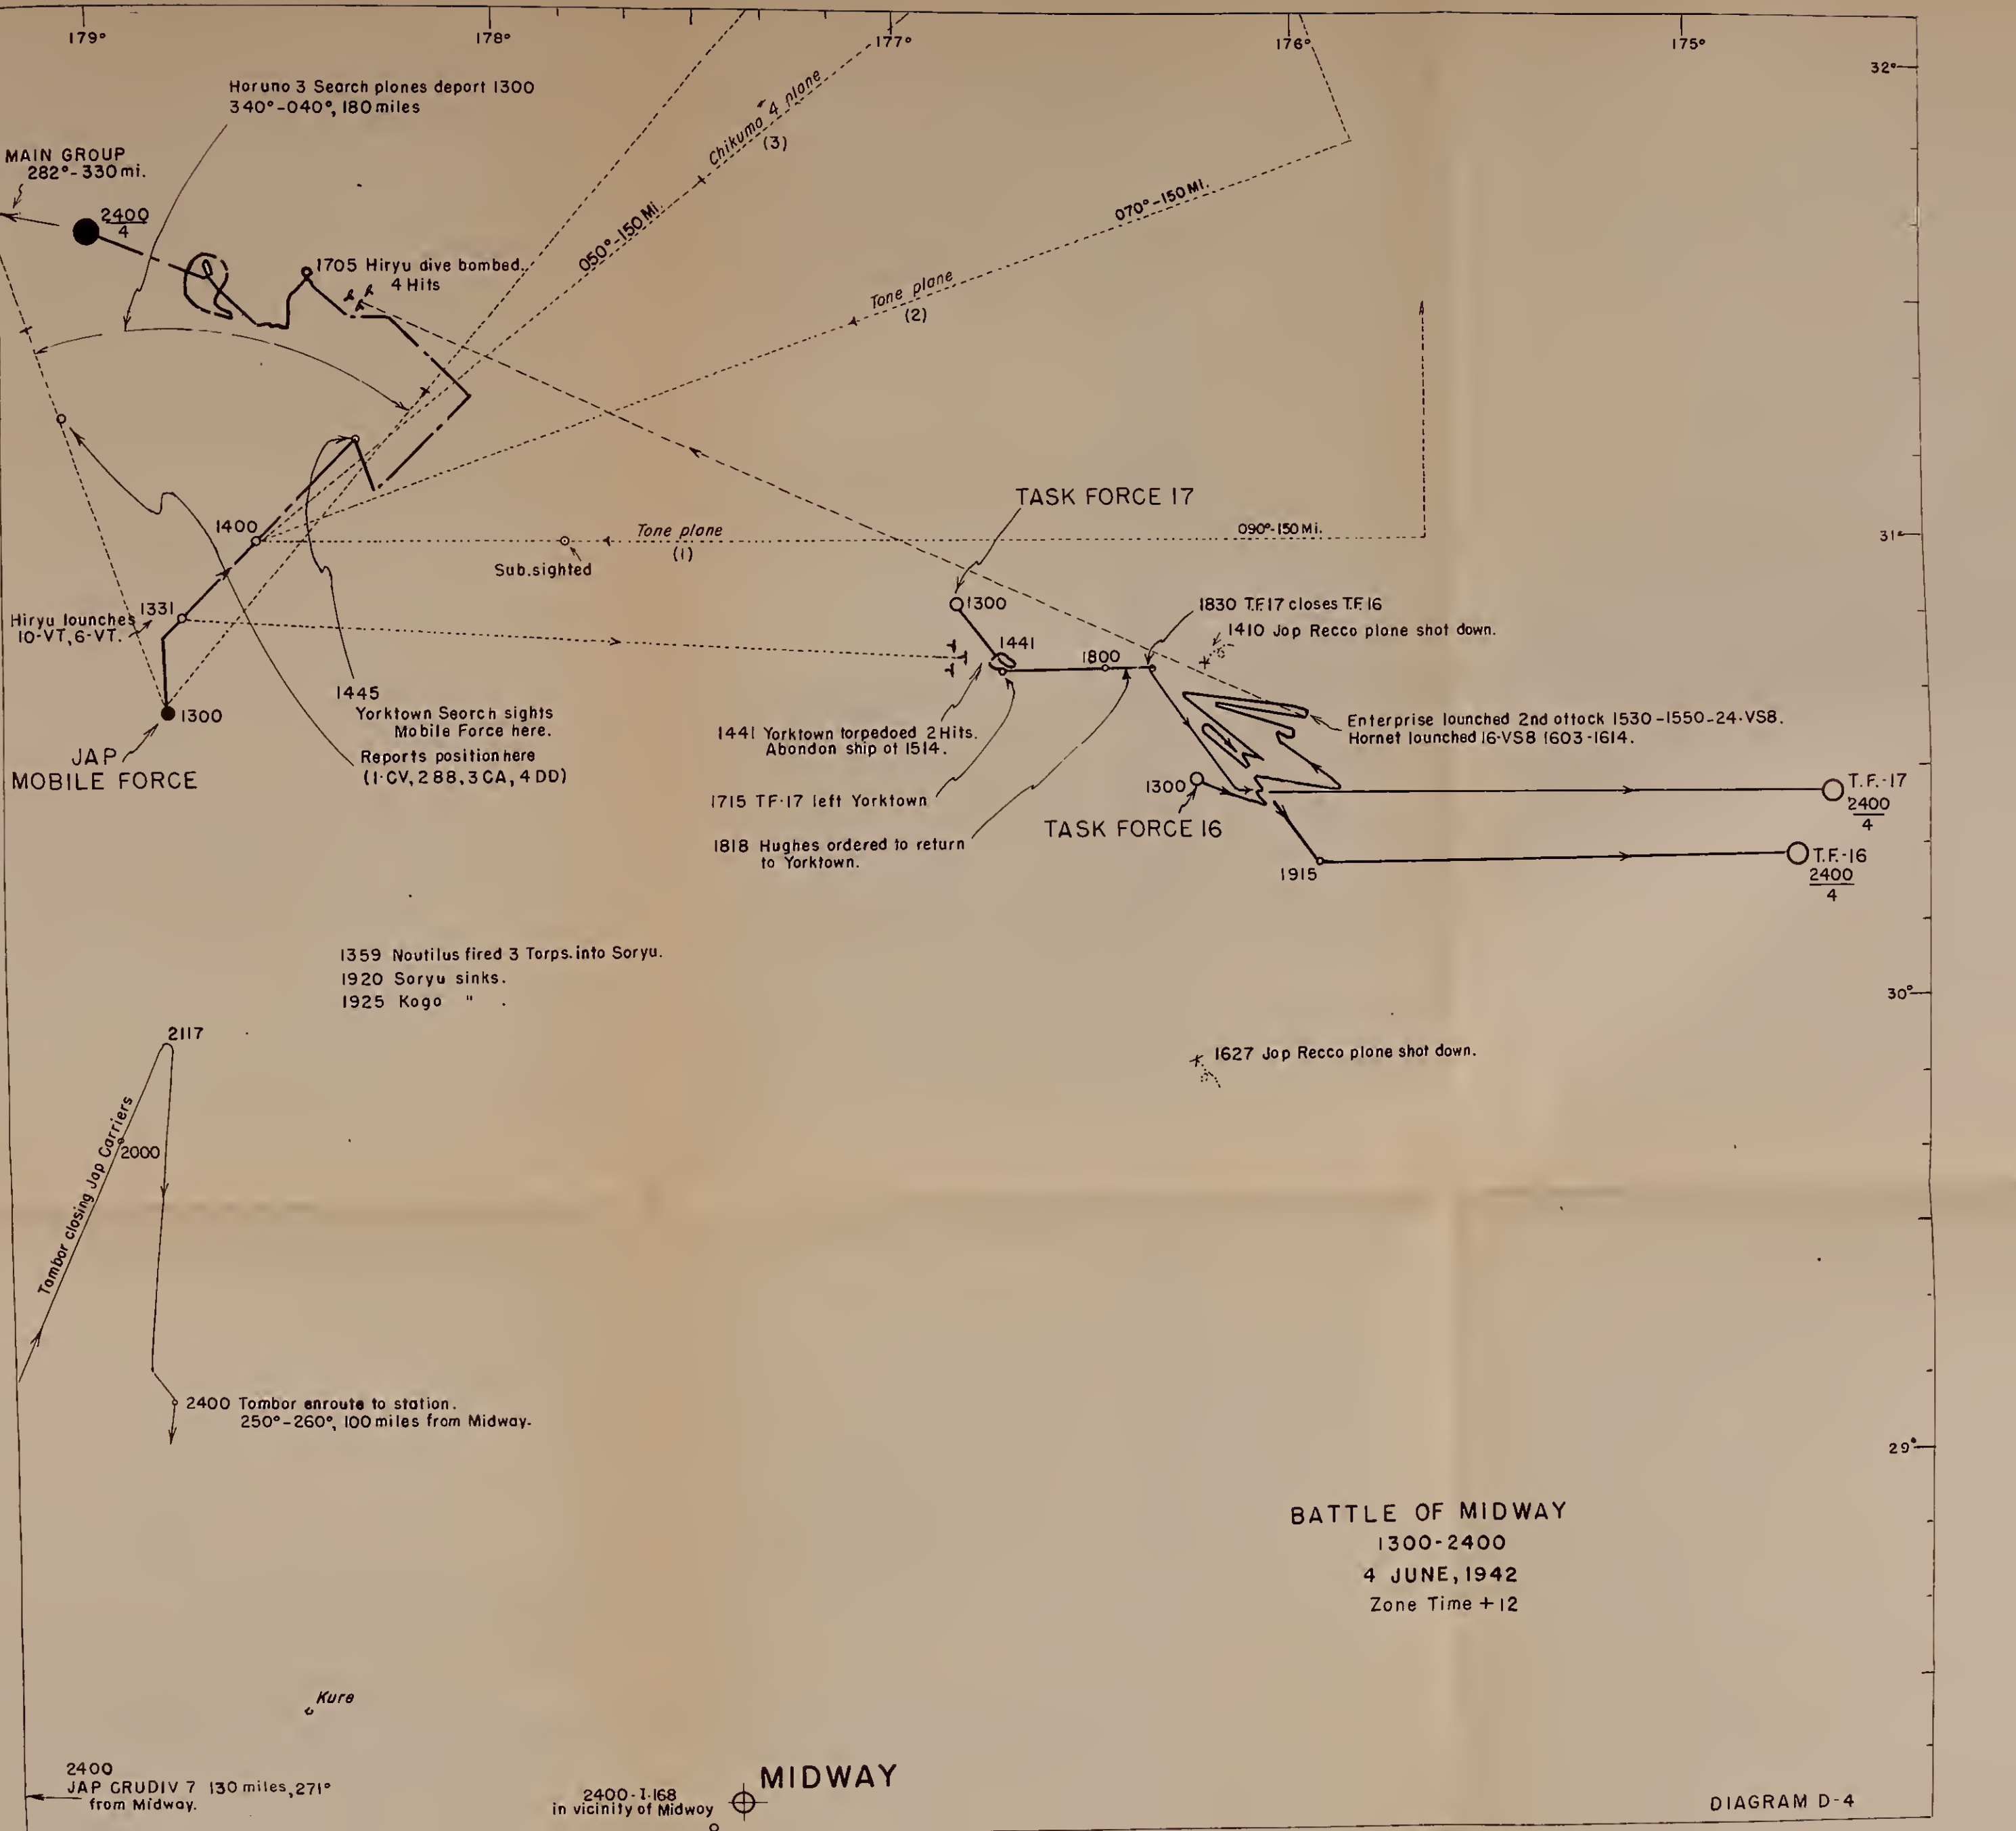 179°
178°
177°
176°
175°
32°
Haruna 3 Search planes depart 1300
340°-040°, 180 miles
MAIN GROUP
282°-330 mi.
2400
4
Chikuma 4 plane
(3)
050°-150 Mi.
070°-150 Mi.
1705 Hiryu dive bombed.
4 Hits
Tone plane
(2)
TASK FORCE 17
1400
Tone plane
(1)
090°-150 Mi.
31°
Sub. sighted
1331
Hiryu launches
10-VT, 6-VT.
1300
1441
1830 T.F. 17 closes T.F. 16
1410 Jap Recco plane shot down.
1800
1445
Yorktown Search sights
Mobile Force here.
Reports position here
(1-CV, 2 BB, 3 CA, 4 DD)
1300
JAP
MOBILE FORCE
1441 Yorktown torpedoed 2 Hits.
Abandon ship at 1514.
Enterprise launched 2nd attack 1530-1550-24-VSB.
Hornet launched 16-VSB 1603-1614.
1715 TF-17 left Yorktown
1300
TASK FORCE 16
T.F.-17
2400
4
1818 Hughes ordered to return
to Yorktown.
1915
T.F.-16
2400
4
1359 Nautilus fired 3 Torps. into Soryu.
1920 Soryu sinks.
1925 Kaga " .
30°
2117
1627 Jap Recco plane shot down.
Tambor closing Jap Carriers
2000
2400 Tambor enroute to station.
250°-260°, 100 miles from Midway.
29°
BATTLE OF MIDWAY
1300-2400
4 JUNE, 1942
Zone Time +12
Kure
2400
JAP CRUDIV 7 130 miles, 271°
from Midway.
2400-I-168
in vicinity of Midway
MIDWAY
DIAGRAM D-4